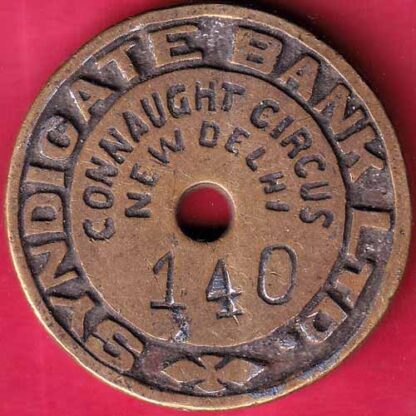 SYNDICATE BANK LTD.
CONNAUGHT CIRCUS
NEW DELHI
140